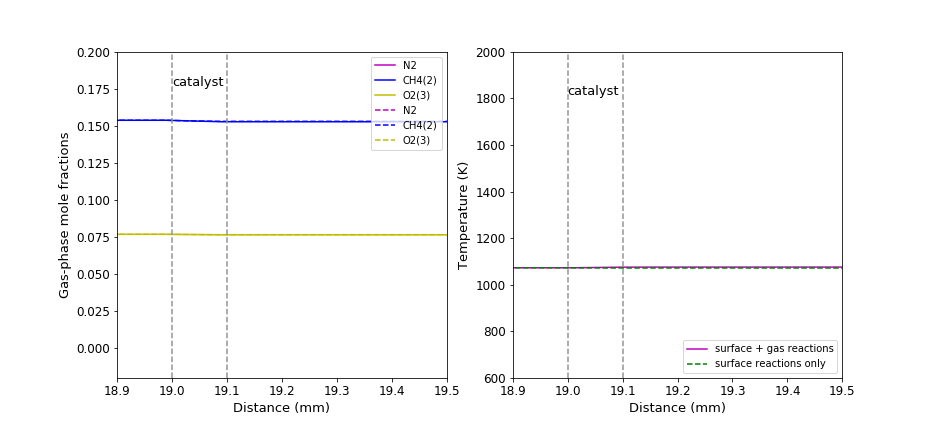 0.200
0.175
0.150
0.125
0.100
0.075
0.050
0.025
0.000
Gas-phase mole fractions
catalyst
N2
CH4(2)
O2(3)
N2
CH4(2)
O2(3)
18.9 19.0 19.1 19.2 19.3 19.4 19.5
Distance (mm)
2000
1800
1600
1400
1200
1000
800
600
Temperature (K)
catalyst
surface + gas reactions
surface reactions only
18.9 19.0 19.1 19.2 19.3 19.4 19.5
Distance (mm)